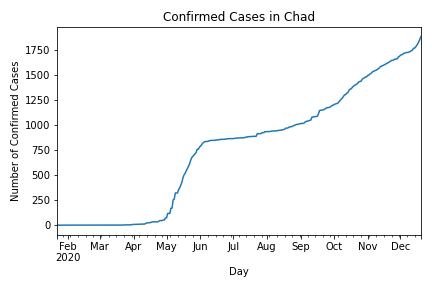 Confirmed Cases in Chad
Number of Confirmed Cases
1750
1500
1250
1000
750
500
250
0
Feb Mar Apr May Jun Jul Aug Sep Oct Nov Dec
2020
Day